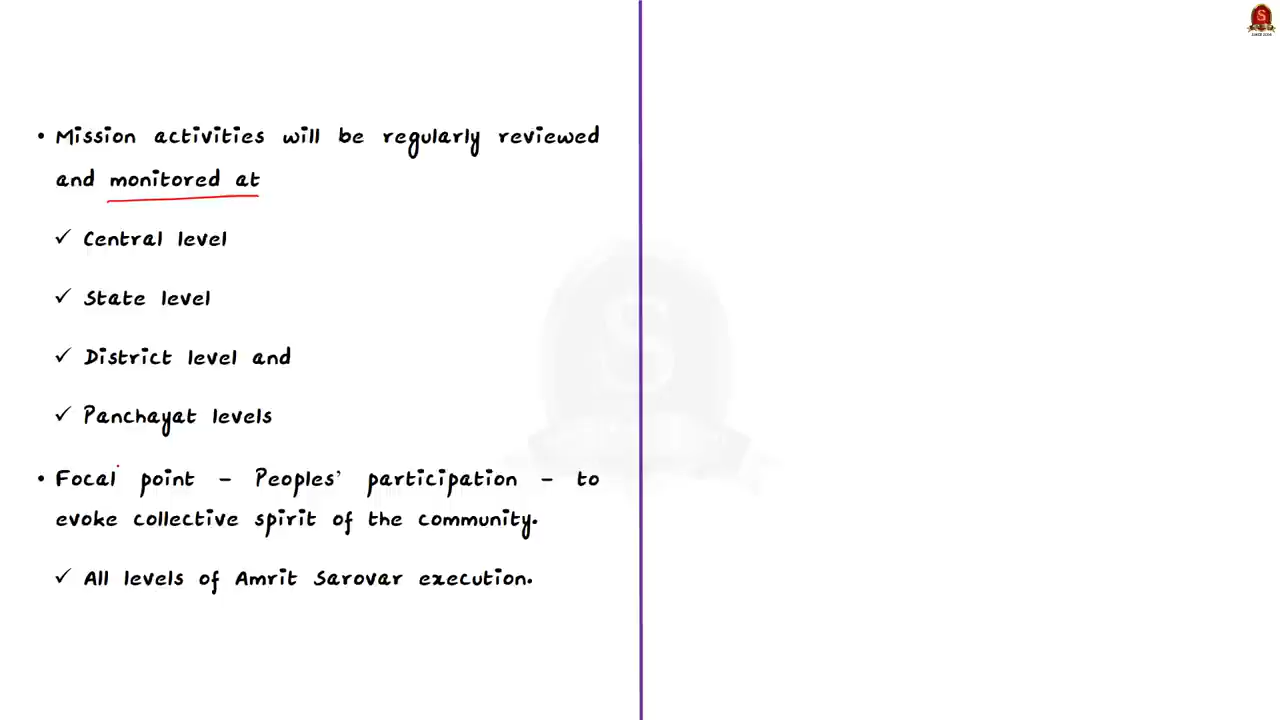 • Mission activities will be regularly reviewed
and monitored at
✓ Central level
✓ State level
✓ District level and
✓ Panchayat levels
• Focal point – Peoples' participation – to
evoke collective spirit of the community.
✓ All levels of Amrit Sarovar execution.